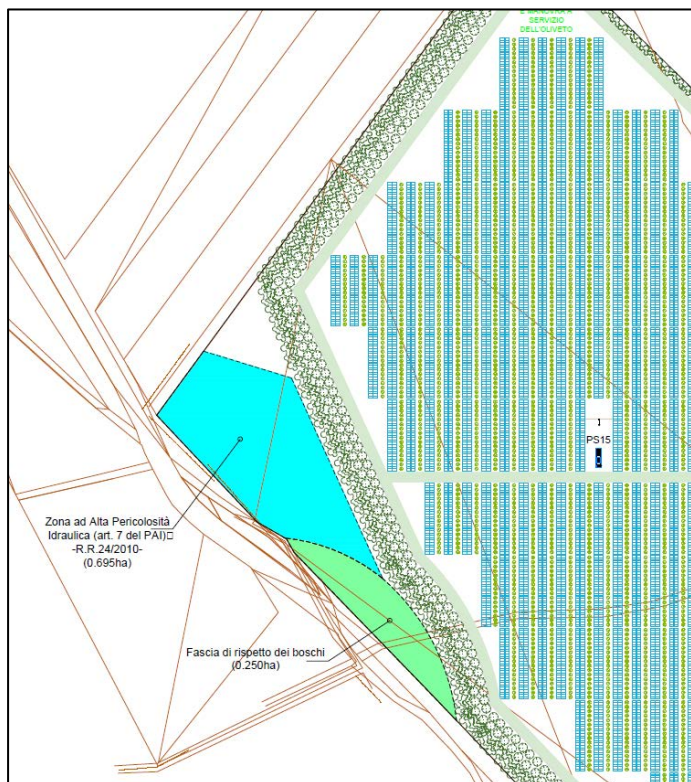 E MANOVRA A
SERVIZIO
DELL'OLIVETO
PS15
Zona ad Alta Pericolosità
Idraulica (art. 7 del PAI)□
-R.R.24/2010-
(0.695ha)
Fascia di rispetto dei boschi
(0.250ha)